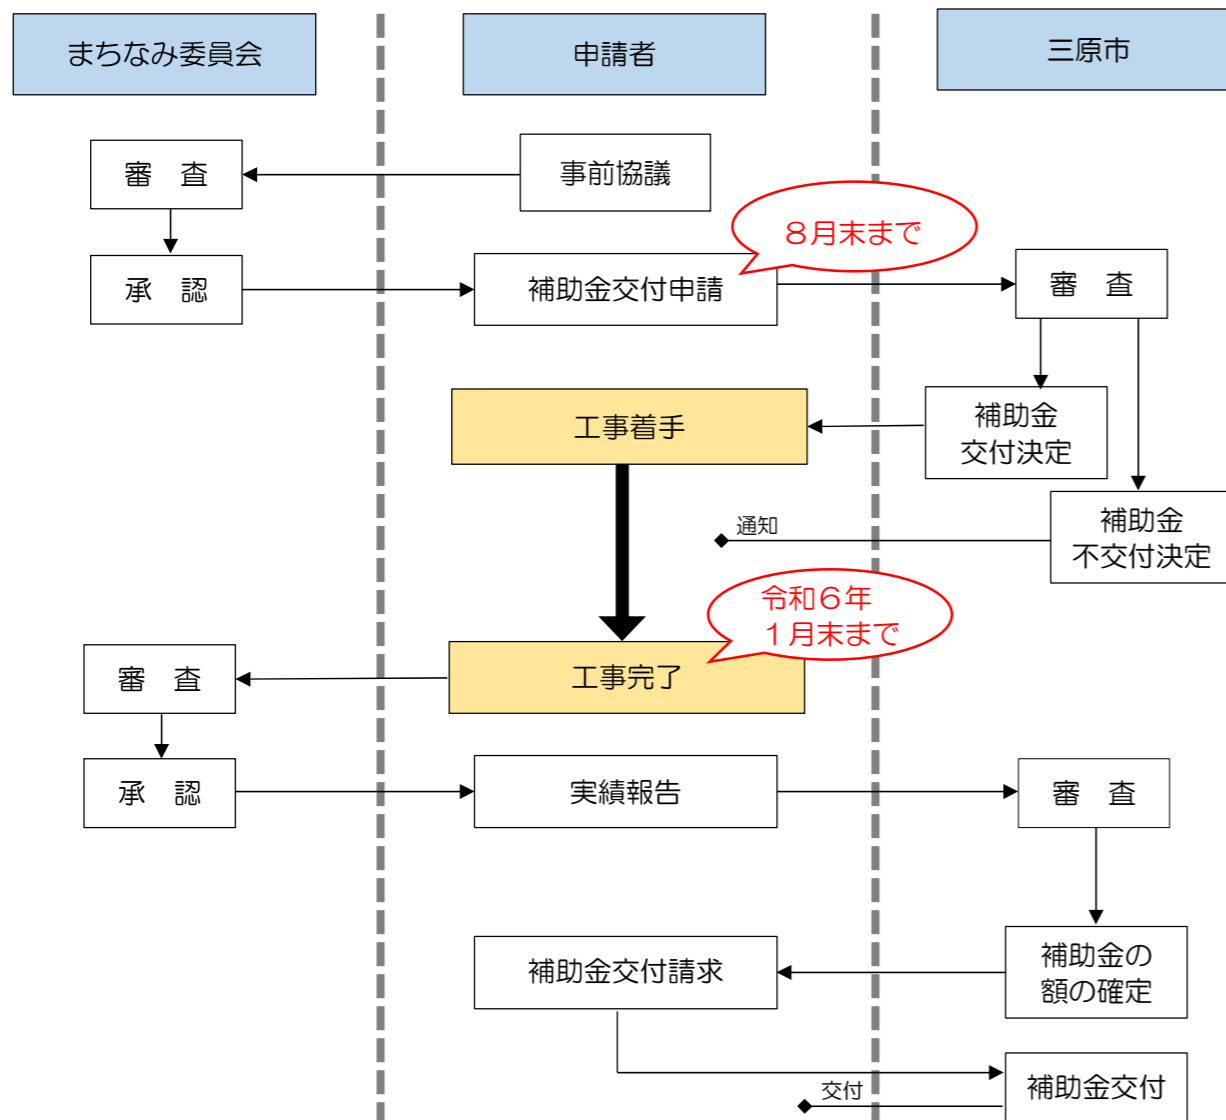 まちなみ委員会
申請者
三原市
審　査
事前協議
８月末まで
承　認
補助金交付申請
審　査
工事着手
補助金
交付決定
通知
補助金
不交付決定
令和６年
１月末まで
審　査
工事完了
承　認
実績報告
審　査
補助金交付請求
補助金の
額の確定
交付
補助金交付